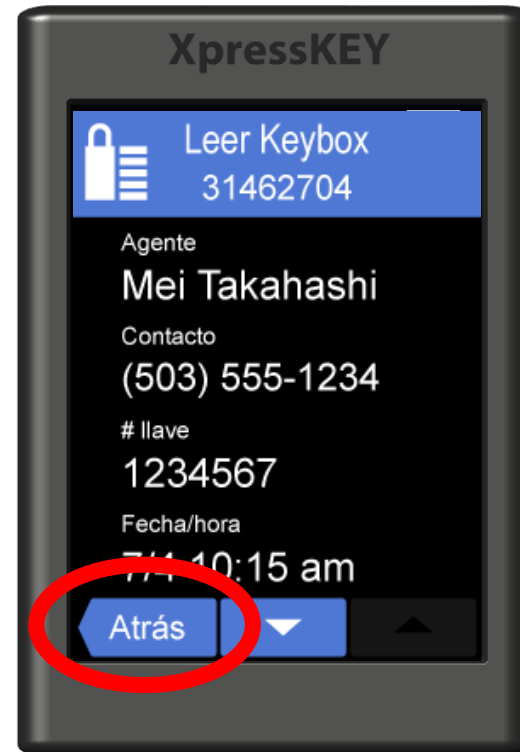 XpressKEY
Leer Keybox
31462704
Agente
Mei Takahashi
Contacto
(503) 555-1234
# llave
1234567
Fecha/hora
7/4 10:15 am
Atrás